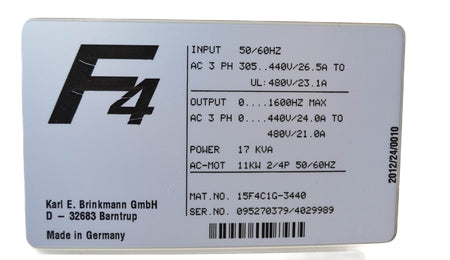 F4
Karl E. Brinkmann GmbH
D – 32683 Barntrup
Made in Germany
INPUT 50/60HZ
AC 3 PH 305..440V/26.5A TO
UL:480V/23.1A
OUTPUT 0....1600HZ MAX
AC 3 PH 0...440V/24.0A TO
480V/21.0A
POWER 17 KVA
AC-MOT 11KW 2/4P 50/60HZ
MAT.NO. 15F4C1G-3440
SER.NO. 095270379/4029989
2012/24/0010